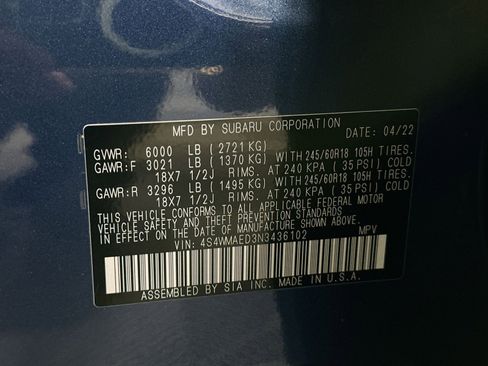 MFD BY SUBARU CORPORATION DATE: 04/22
GVWR: 6000 LB (2721 KG)
GAWR:F 3021 LB (1370 KG) WITH 245/60R18 105H TIRES,
18X7 1/2J RIMS, AT 240 KPA ( 35 PSI) COLD
GAWR:R 3296 LB (1495 KG) WITH 245/60R18 105H TIRES,
18X7 1/2J RIMS, AT 240 KPA ( 35 PSI) COLD
THIS VEHICLE CONFORMS TO ALL APPLICABLE FEDERAL MOTOR
VEHICLE SAFETY AND THEFT PREVENTION STANDARDS
IN EFFECT ON THE DATE OF MANUFACTURE SHOWN ABOVE.
VIN: 4S4WMAED3N3436102 MPV
ASSEMBLED BY SIA INC. MADE IN U.S.A.